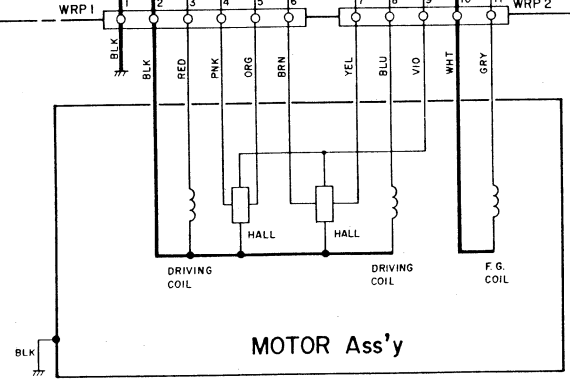 WRP 1
WRP 2
1 2 3 4 5 6 7 8 9 10 11
BLK
BLK
RED
PNK
ORG
BRN
YEL
BLU
VIO
WHT
GRY
HALL
HALL
DRIVING
COIL
DRIVING
COIL
F.G.
COIL
MOTOR Ass'y
BLK